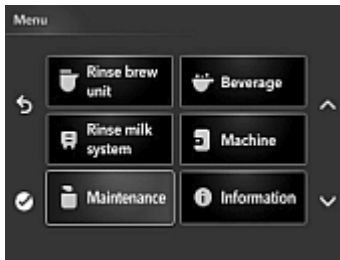 Menu
Rinse brew
unit
Beverage
Rinse milk
system
Machine
Maintenance
Information